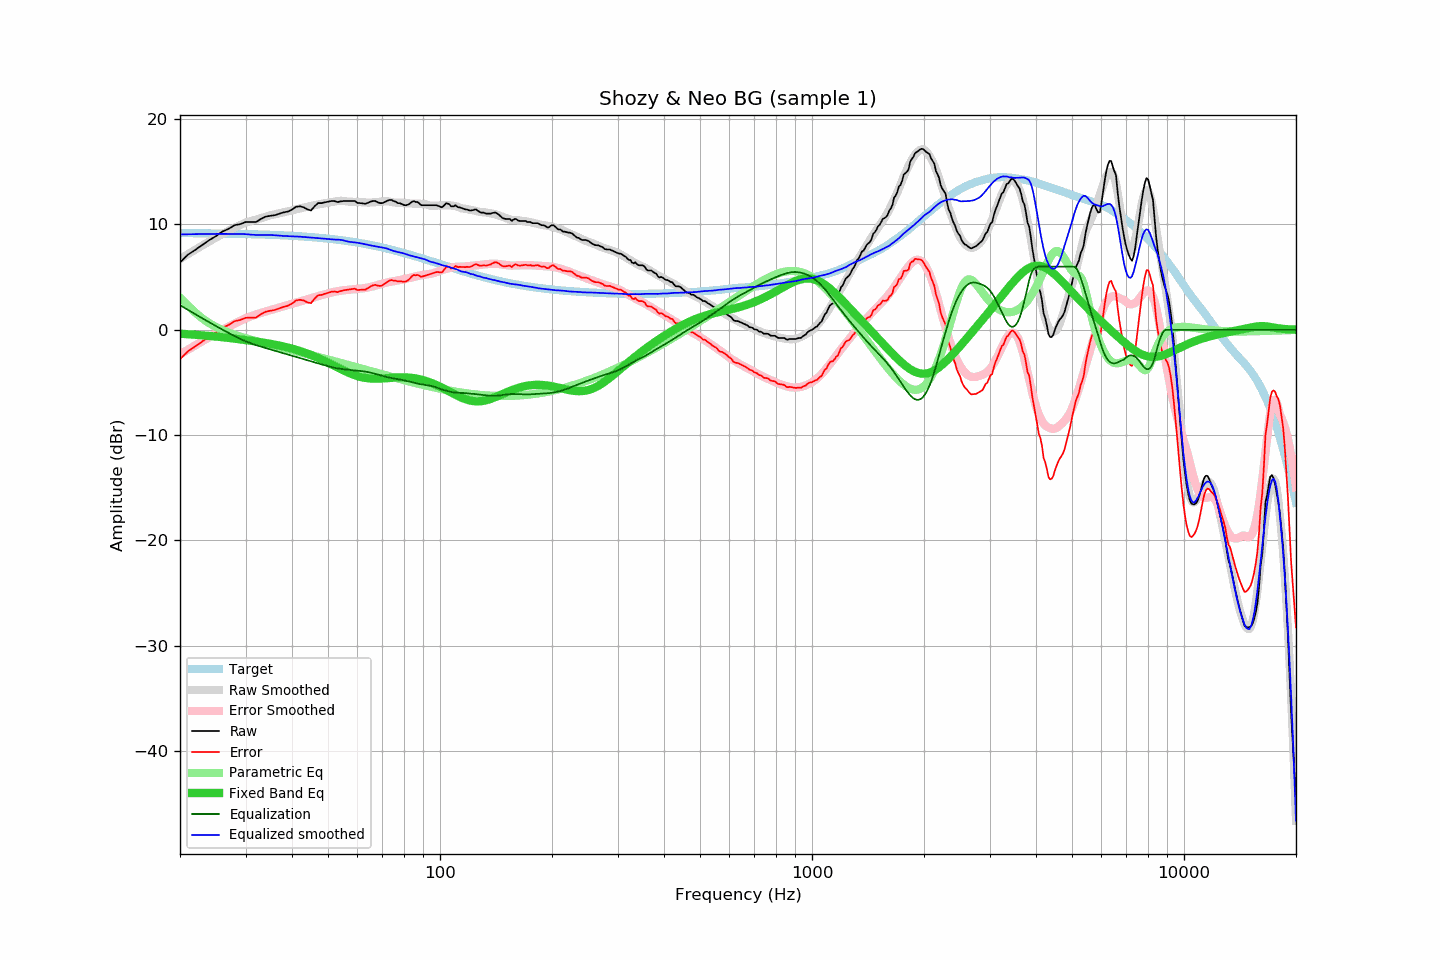 Shozy & Neo BG (sample 1)
20
10
0
−10
−20
−30
−40
Amplitude (dBr)
Target
Raw Smoothed
Error Smoothed
Raw
Error
Parametric Eq
Fixed Band Eq
Equalization
Equalized smoothed
100 1000 10000
Frequency (Hz)